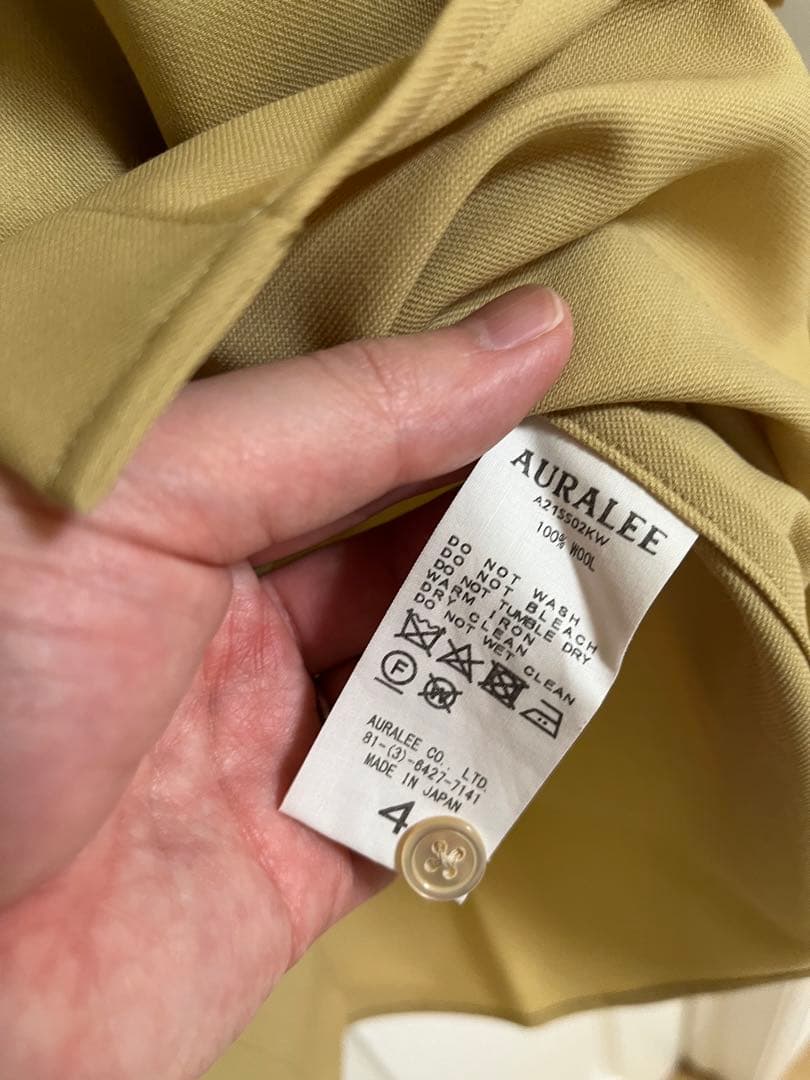 AURALEE
A21SS02KW
100% WOOL
DO NOT WASH
DO NOT BLEACH
DO NOT TUMBLE DRY
WARM IRON
DRY CLEAN
DO NOT WET CLEAN
F
AURALEE CO., LTD.
81-(3)-6427-7141
MADE IN JAPAN
4